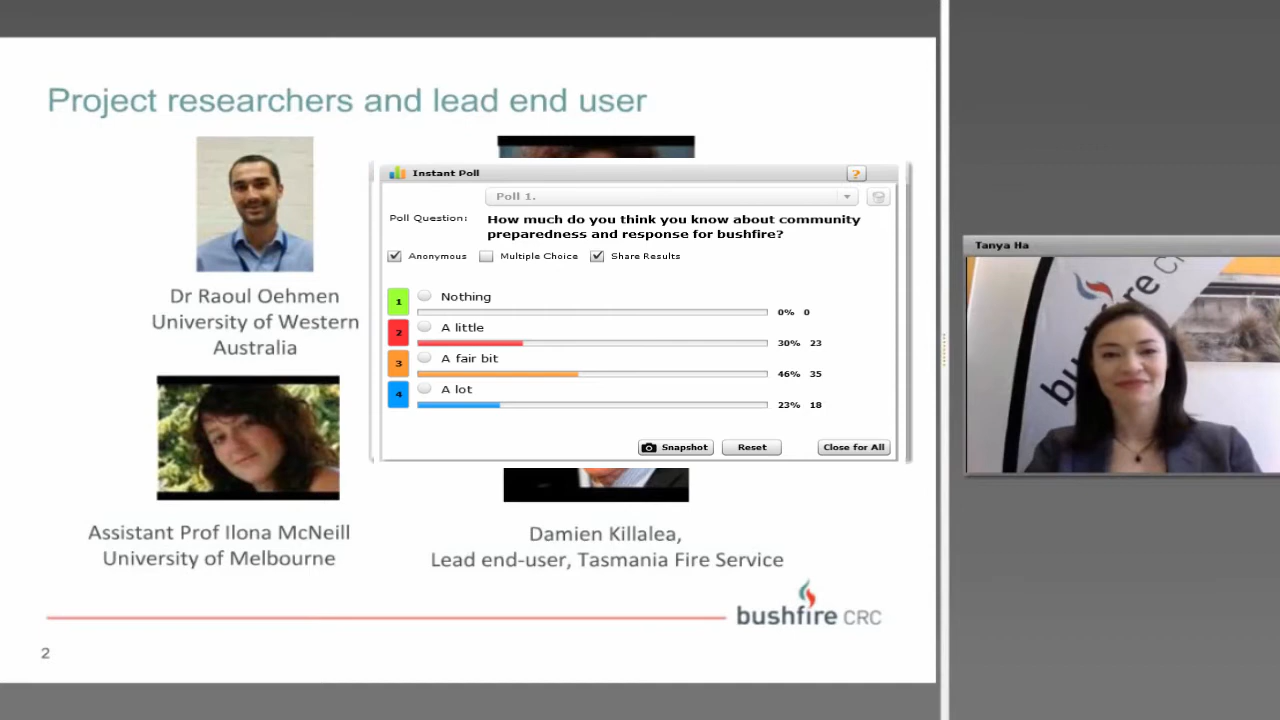 Project researchers and lead end user
Dr Raoul Oehmen
University of Western
Australia
Assistant Prof Ilona McNeill
University of Melbourne
Damien Killalea,
Lead end-user, Tasmania Fire Service
bushfire CRC
2
Instant Poll
?
Poll 1.
Poll Question:
How much do you think you know about community
preparedness and response for bushfire?
Anonymous Multiple Choice Share Results
1 Nothing
0% 0
2 A little
30% 23
3 A fair bit
46% 35
4 A lot
23% 18
Snapshot Reset Close for All
Tanya Ha
bushfire C